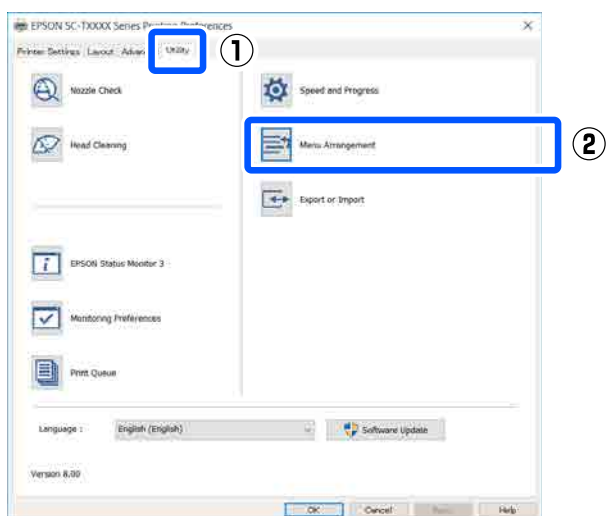 EPSON SC-TXXXX Series Printing Preferences
Printer Settings Layout Advan Utility ①
Nozzle Check
Speed and Progress
Head Cleaning
Menu Arrangement ②
Export or Import
EPSON Status Monitor 3
Monitoring Preferences
Print Queue
Language : English (English) Software Update
Version 8.00
OK Cancel Help